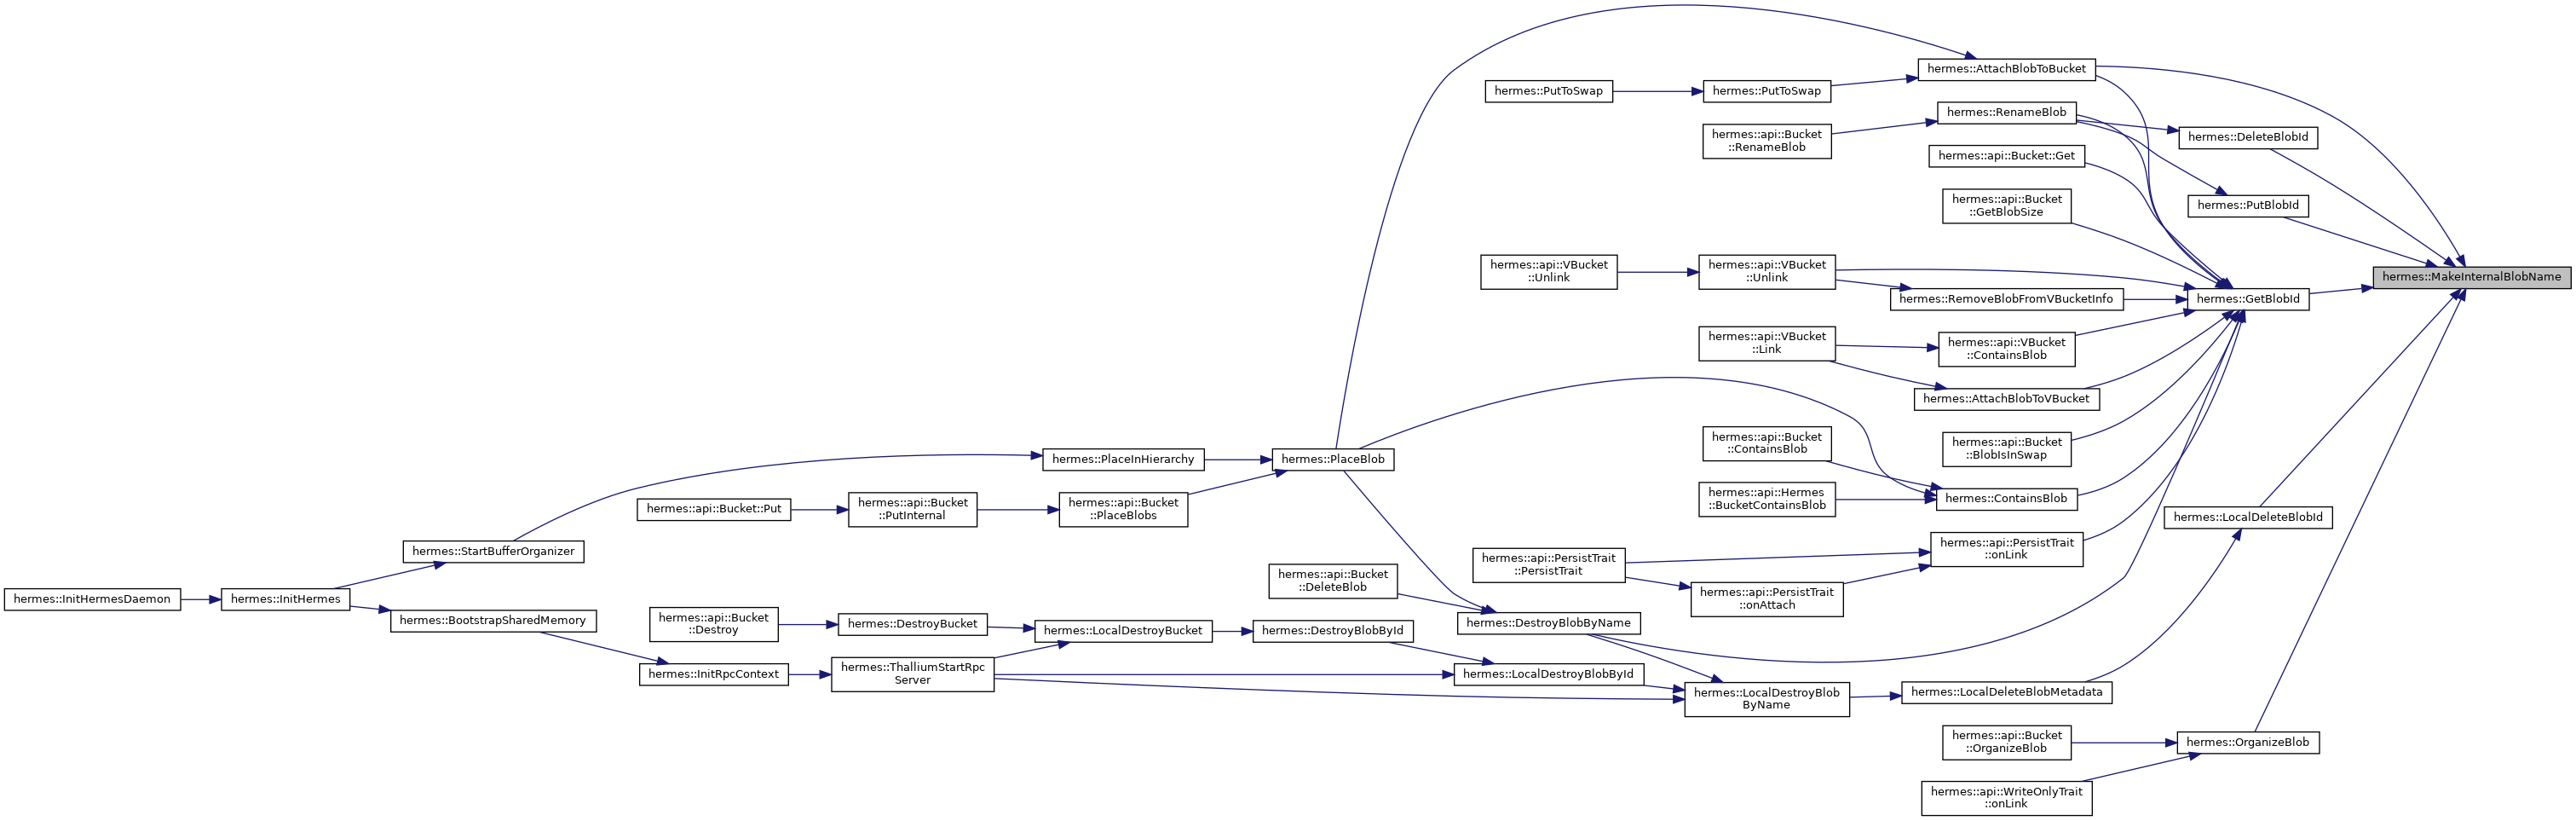 hermes::AttachBlobToBucket
hermes::PutToSwap
hermes::PutToSwap
hermes::RenameBlob
hermes::api::Bucket
::RenameBlob
hermes::DeleteBlobId
hermes::api::Bucket::Get
hermes::api::Bucket
::GetBlobSize
hermes::PutBlobId
hermes::api::VBucket
::Unlink
hermes::api::VBucket
::Unlink
hermes::MakeInternalBlobName
hermes::RemoveBlobFromVBucketInfo
hermes::GetBlobId
hermes::api::VBucket
::Link
hermes::api::VBucket
::ContainsBlob
hermes::AttachBlobToVBucket
hermes::api::Bucket
::ContainsBlob
hermes::api::Bucket
::BlobIsInSwap
hermes::PlaceInHierarchy
hermes::PlaceBlob
hermes::api::Hermes
::BucketContainsBlob
hermes::ContainsBlob
hermes::api::Bucket::Put
hermes::api::Bucket
::PutInternal
hermes::api::Bucket
::PlaceBlobs
hermes::LocalDeleteBlobId
hermes::StartBufferOrganizer
hermes::api::PersistTrait
::PersistTrait
hermes::api::PersistTrait
::onLink
hermes::api::Bucket
::DeleteBlob
hermes::api::PersistTrait
::onAttach
hermes::InitHermesDaemon
hermes::InitHermes
hermes::BootstrapSharedMemory
hermes::api::Bucket
::Destroy
hermes::DestroyBucket
hermes::LocalDestroyBucket
hermes::DestroyBlobById
hermes::DestroyBlobByName
hermes::InitRpcContext
hermes::ThalliumStartRpc
Server
hermes::LocalDestroyBlobById
hermes::LocalDestroyBlob
ByName
hermes::LocalDeleteBlobMetadata
hermes::api::Bucket
::OrganizeBlob
hermes::OrganizeBlob
hermes::api::WriteOnlyTrait
::onLink